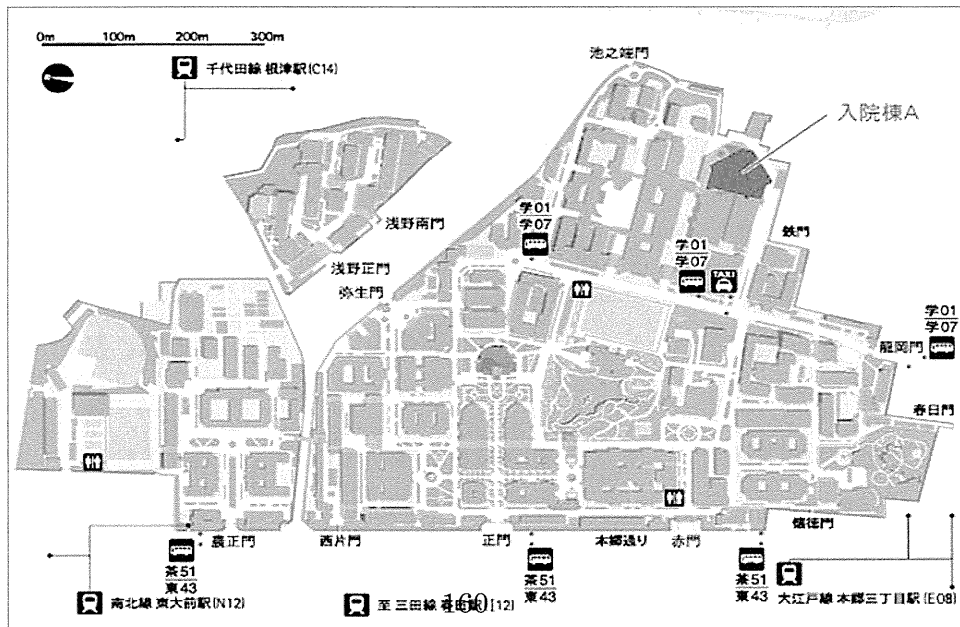 0m 100m 200m 300m
千代田線 根津駅(C14)
池之端門
入院棟A
学01
学07
浅野南門
学01
学07
TAXI
鉄門
浅野正門
弥生門
学01
学07
龍岡門
春日門
農正門
西片門
正門
本郷通り
赤門
懐徳門
茶51
東43
茶51
東43
茶51
東43
南北線 東大前駅(N12)
至 三田線
160
大江戸線 本郷三丁目駅(E08)